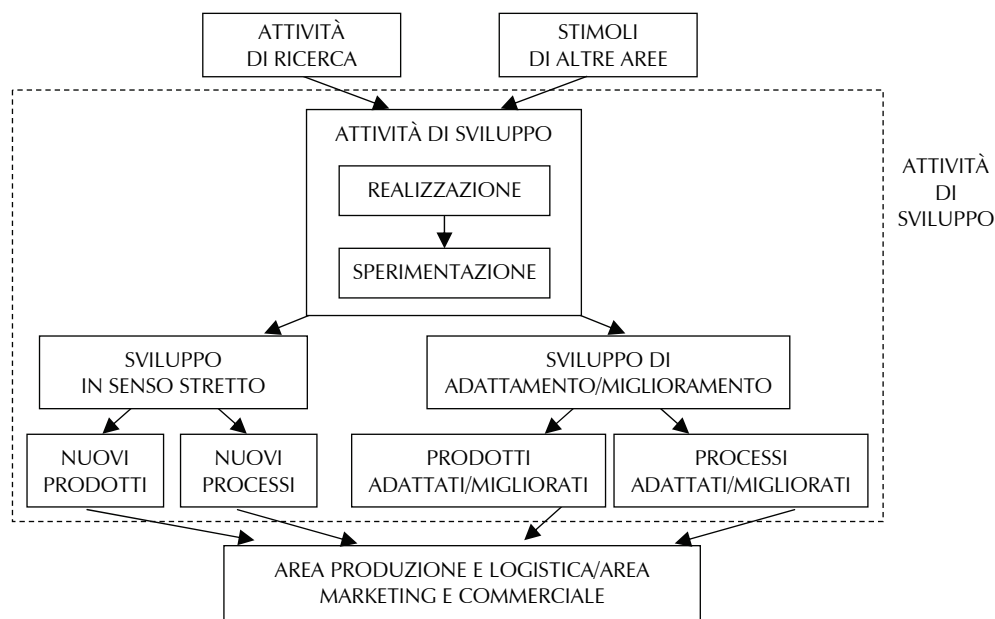 ATTIVITÀ
DI RICERCA
STIMOLI
DI ALTRE AREE
ATTIVITÀ DI SVILUPPO
REALIZZAZIONE
SPERIMENTAZIONE
ATTIVITÀ
DI
SVILUPPO
SVILUPPO
IN SENSO STRETTO
SVILUPPO DI
ADATTAMENTO/MIGLIORAMENTO
NUOVI
PRODOTTI
NUOVI
PROCESSI
PRODOTTI
ADATTATI/MIGLIORATI
PROCESSI
ADATTATI/MIGLIORATI
AREA PRODUZIONE E LOGISTICA/AREA
MARKETING E COMMERCIALE